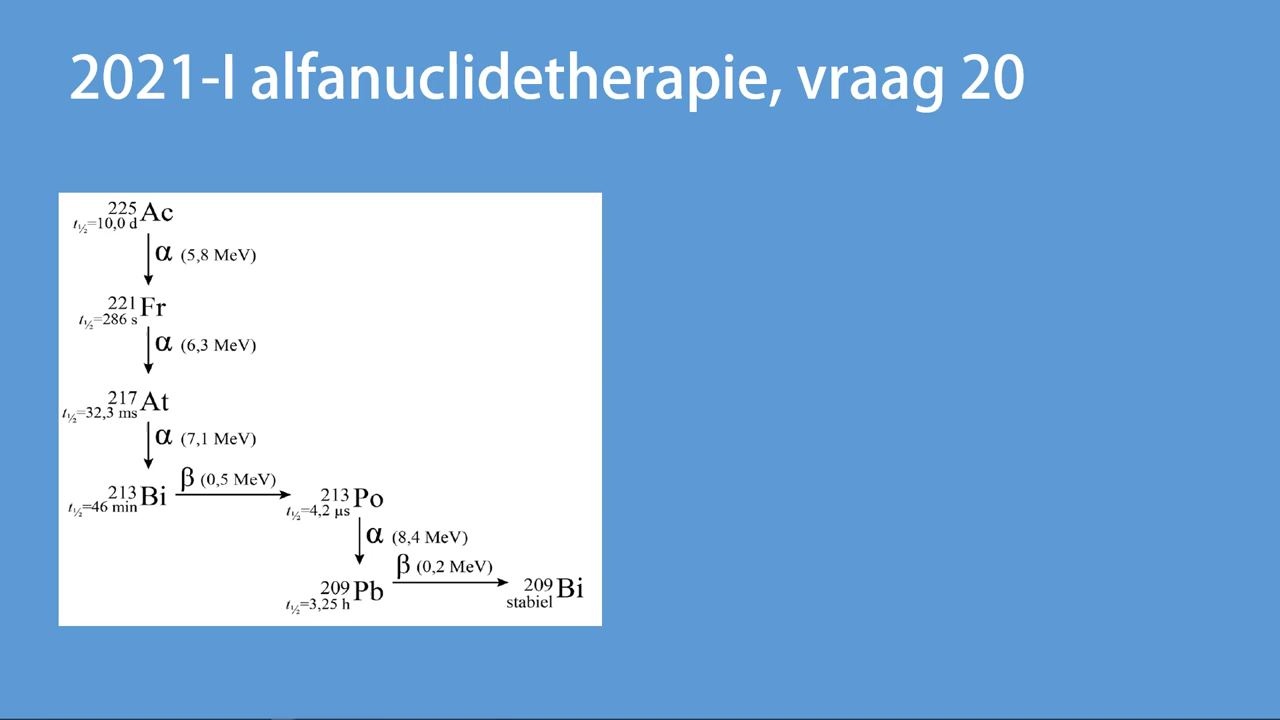 2021-I alfanuclidetherapie, vraag 20
225Ac
t½=10,0 d
α (5,8 MeV)
221Fr
t½=286 s
α (6,3 MeV)
217At
t½=32,3 ms
α (7,1 MeV)
213Bi
t½=46 min
β (0,5 MeV)
213Po
t½=4,2 µs
α (8,4 MeV)
209Pb
t½=3,25 h
β (0,2 MeV)
209Bi
stabiel